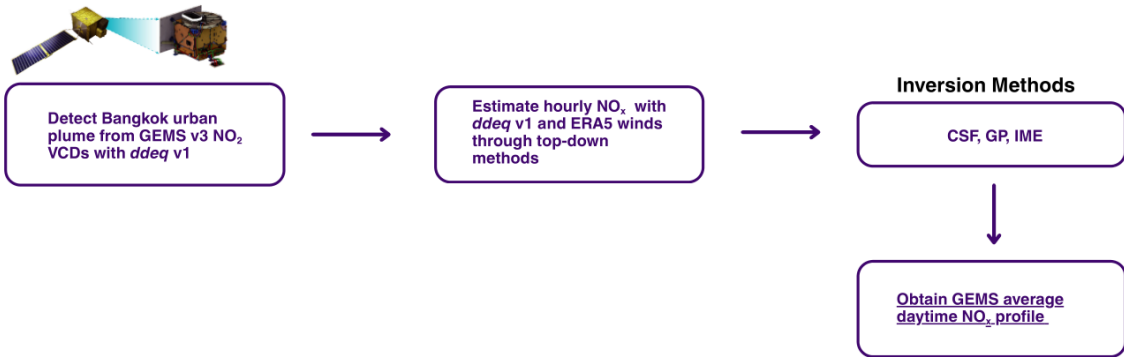 Detect Bangkok urban
plume from GEMS v3 NO₂
VCDs with ddeq v1
Estimate hourly NOₓ with
ddeq v1 and ERA5 winds
through top-down
methods
Inversion Methods
CSF, GP, IME
Obtain GEMS average
daytime NOₓ profile